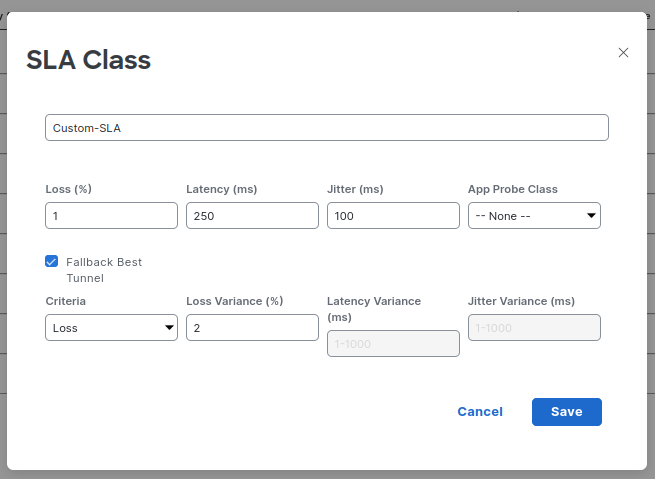 SLA Class
Custom-SLA
Loss (%) Latency (ms) Jitter (ms) App Probe Class
1 250 100 -- None --
Fallback Best
Tunnel
Criteria Loss Variance (%) Latency Variance
(ms) Jitter Variance (ms)
Loss 2 1-1000 1-1000
Cancel Save